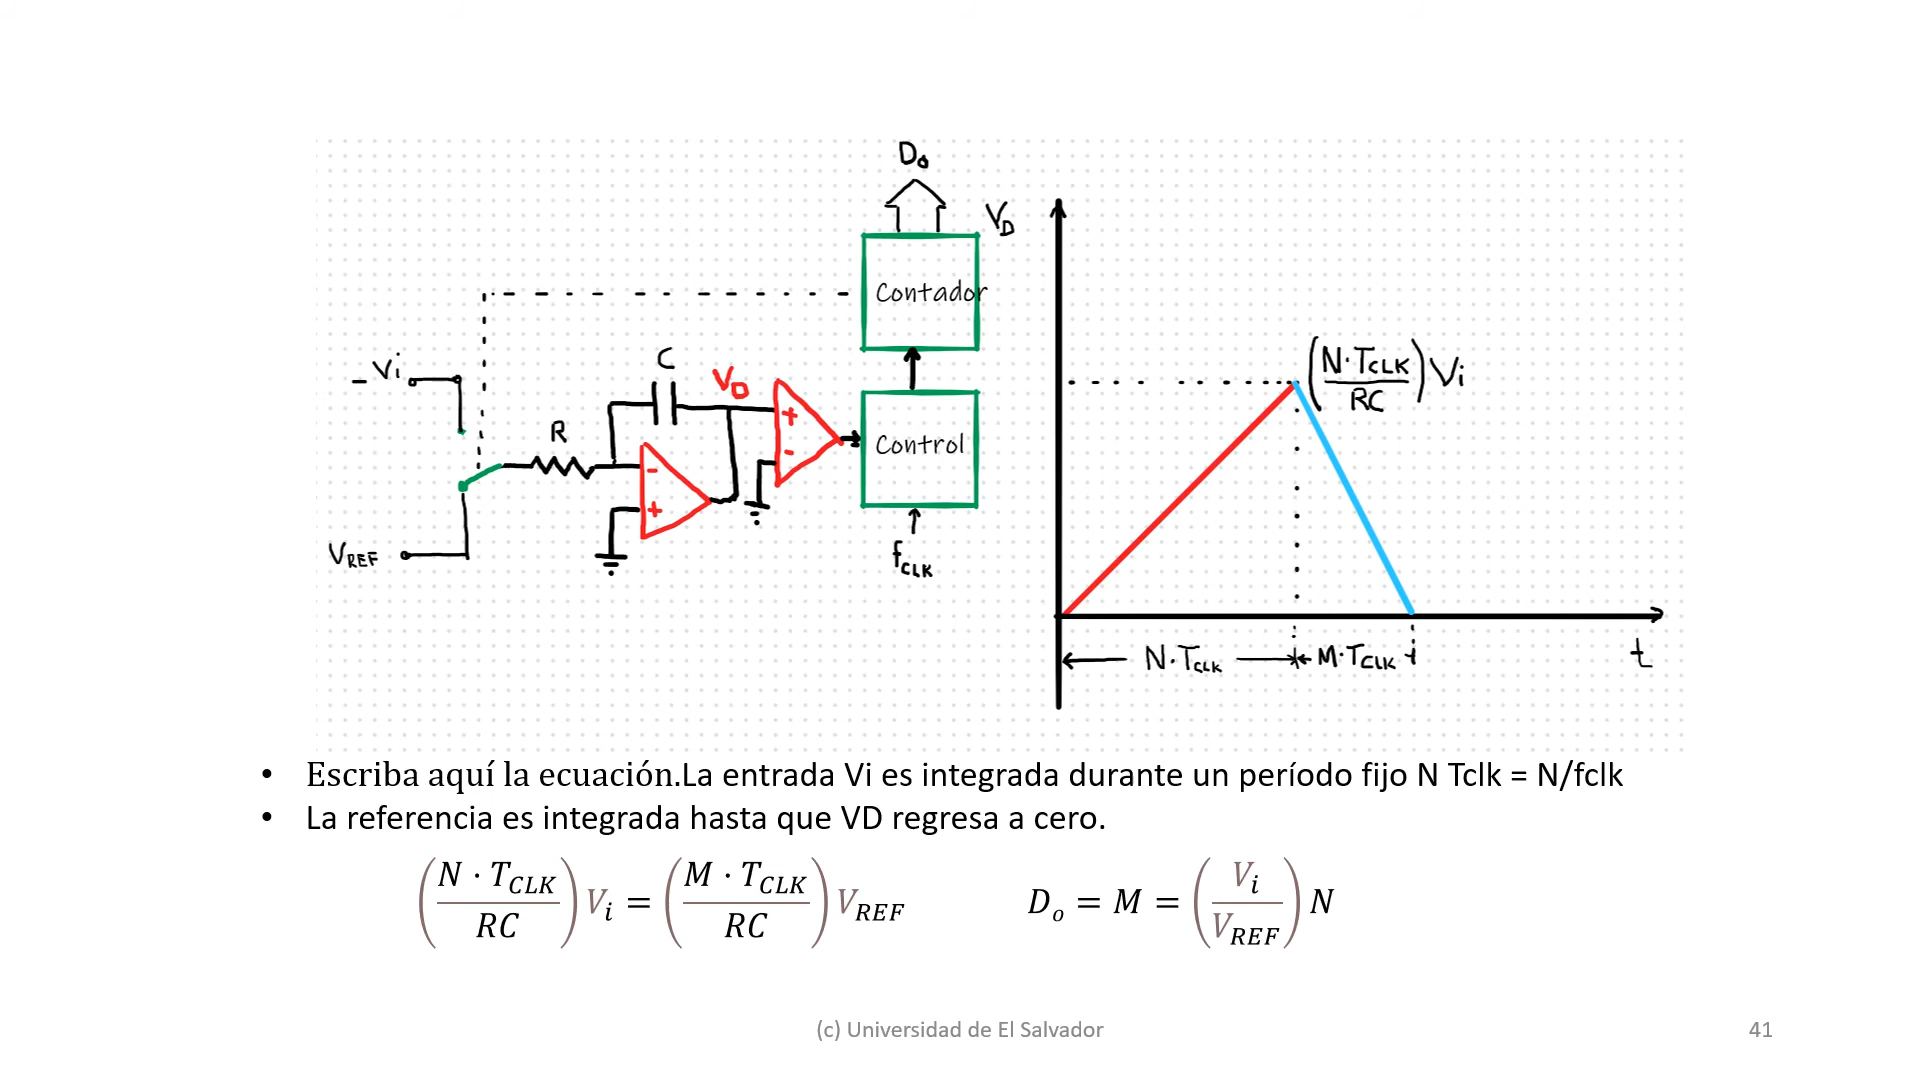 D₀
V_D
Contador
(N·T_CLK / RC) Vi
-Vi
C
V_D
R
+
-
-
+
Control
V_REF
f_CLK
N·T_CLK
M·T_CLK
t
• Escriba aquí la ecuación.La entrada Vi es integrada durante un período fijo N Tclk = N/fclk
• La referencia es integrada hasta que VD regresa a cero.
(N · T_CLK / RC) V_i = (M · T_CLK / RC) V_REF
D_o = M = (V_i / V_REF) N
(c) Universidad de El Salvador
41